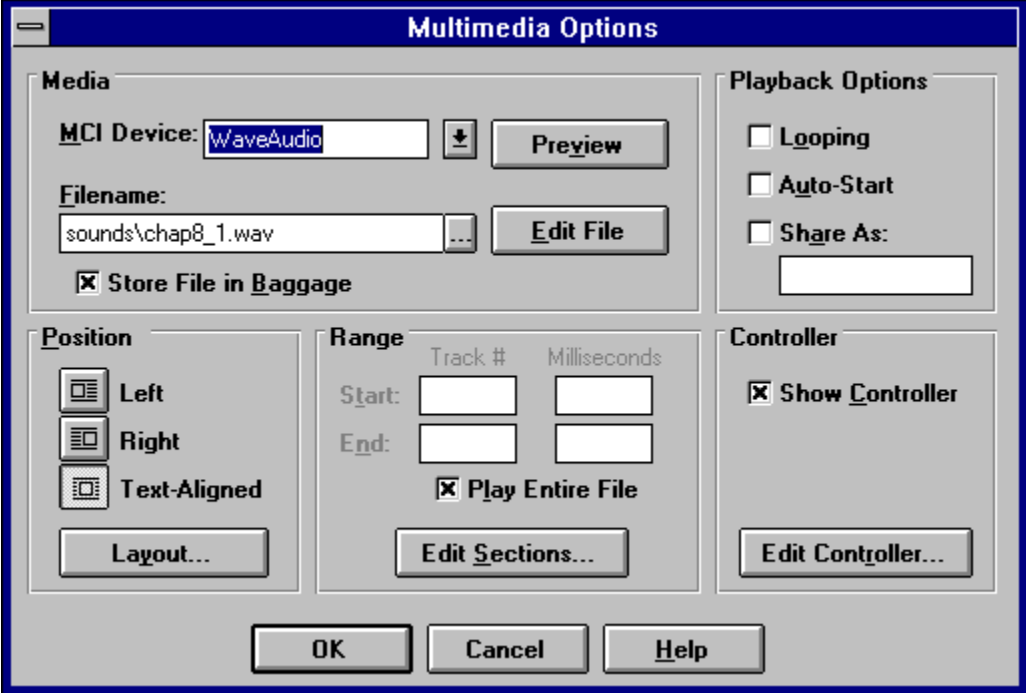 Multimedia Options
Media
MCI Device: WaveAudio
Preview
Filename:
sounds\chap8_1.wav
...
Edit File
Store File in Baggage
Playback Options
Looping
Auto-Start
Share As:
Position
Left
Right
Text-Aligned
Layout...
Range
Track # Milliseconds
Start:
End:
Play Entire File
Edit Sections...
Controller
Show Controller
Edit Controller...
OK
Cancel
Help